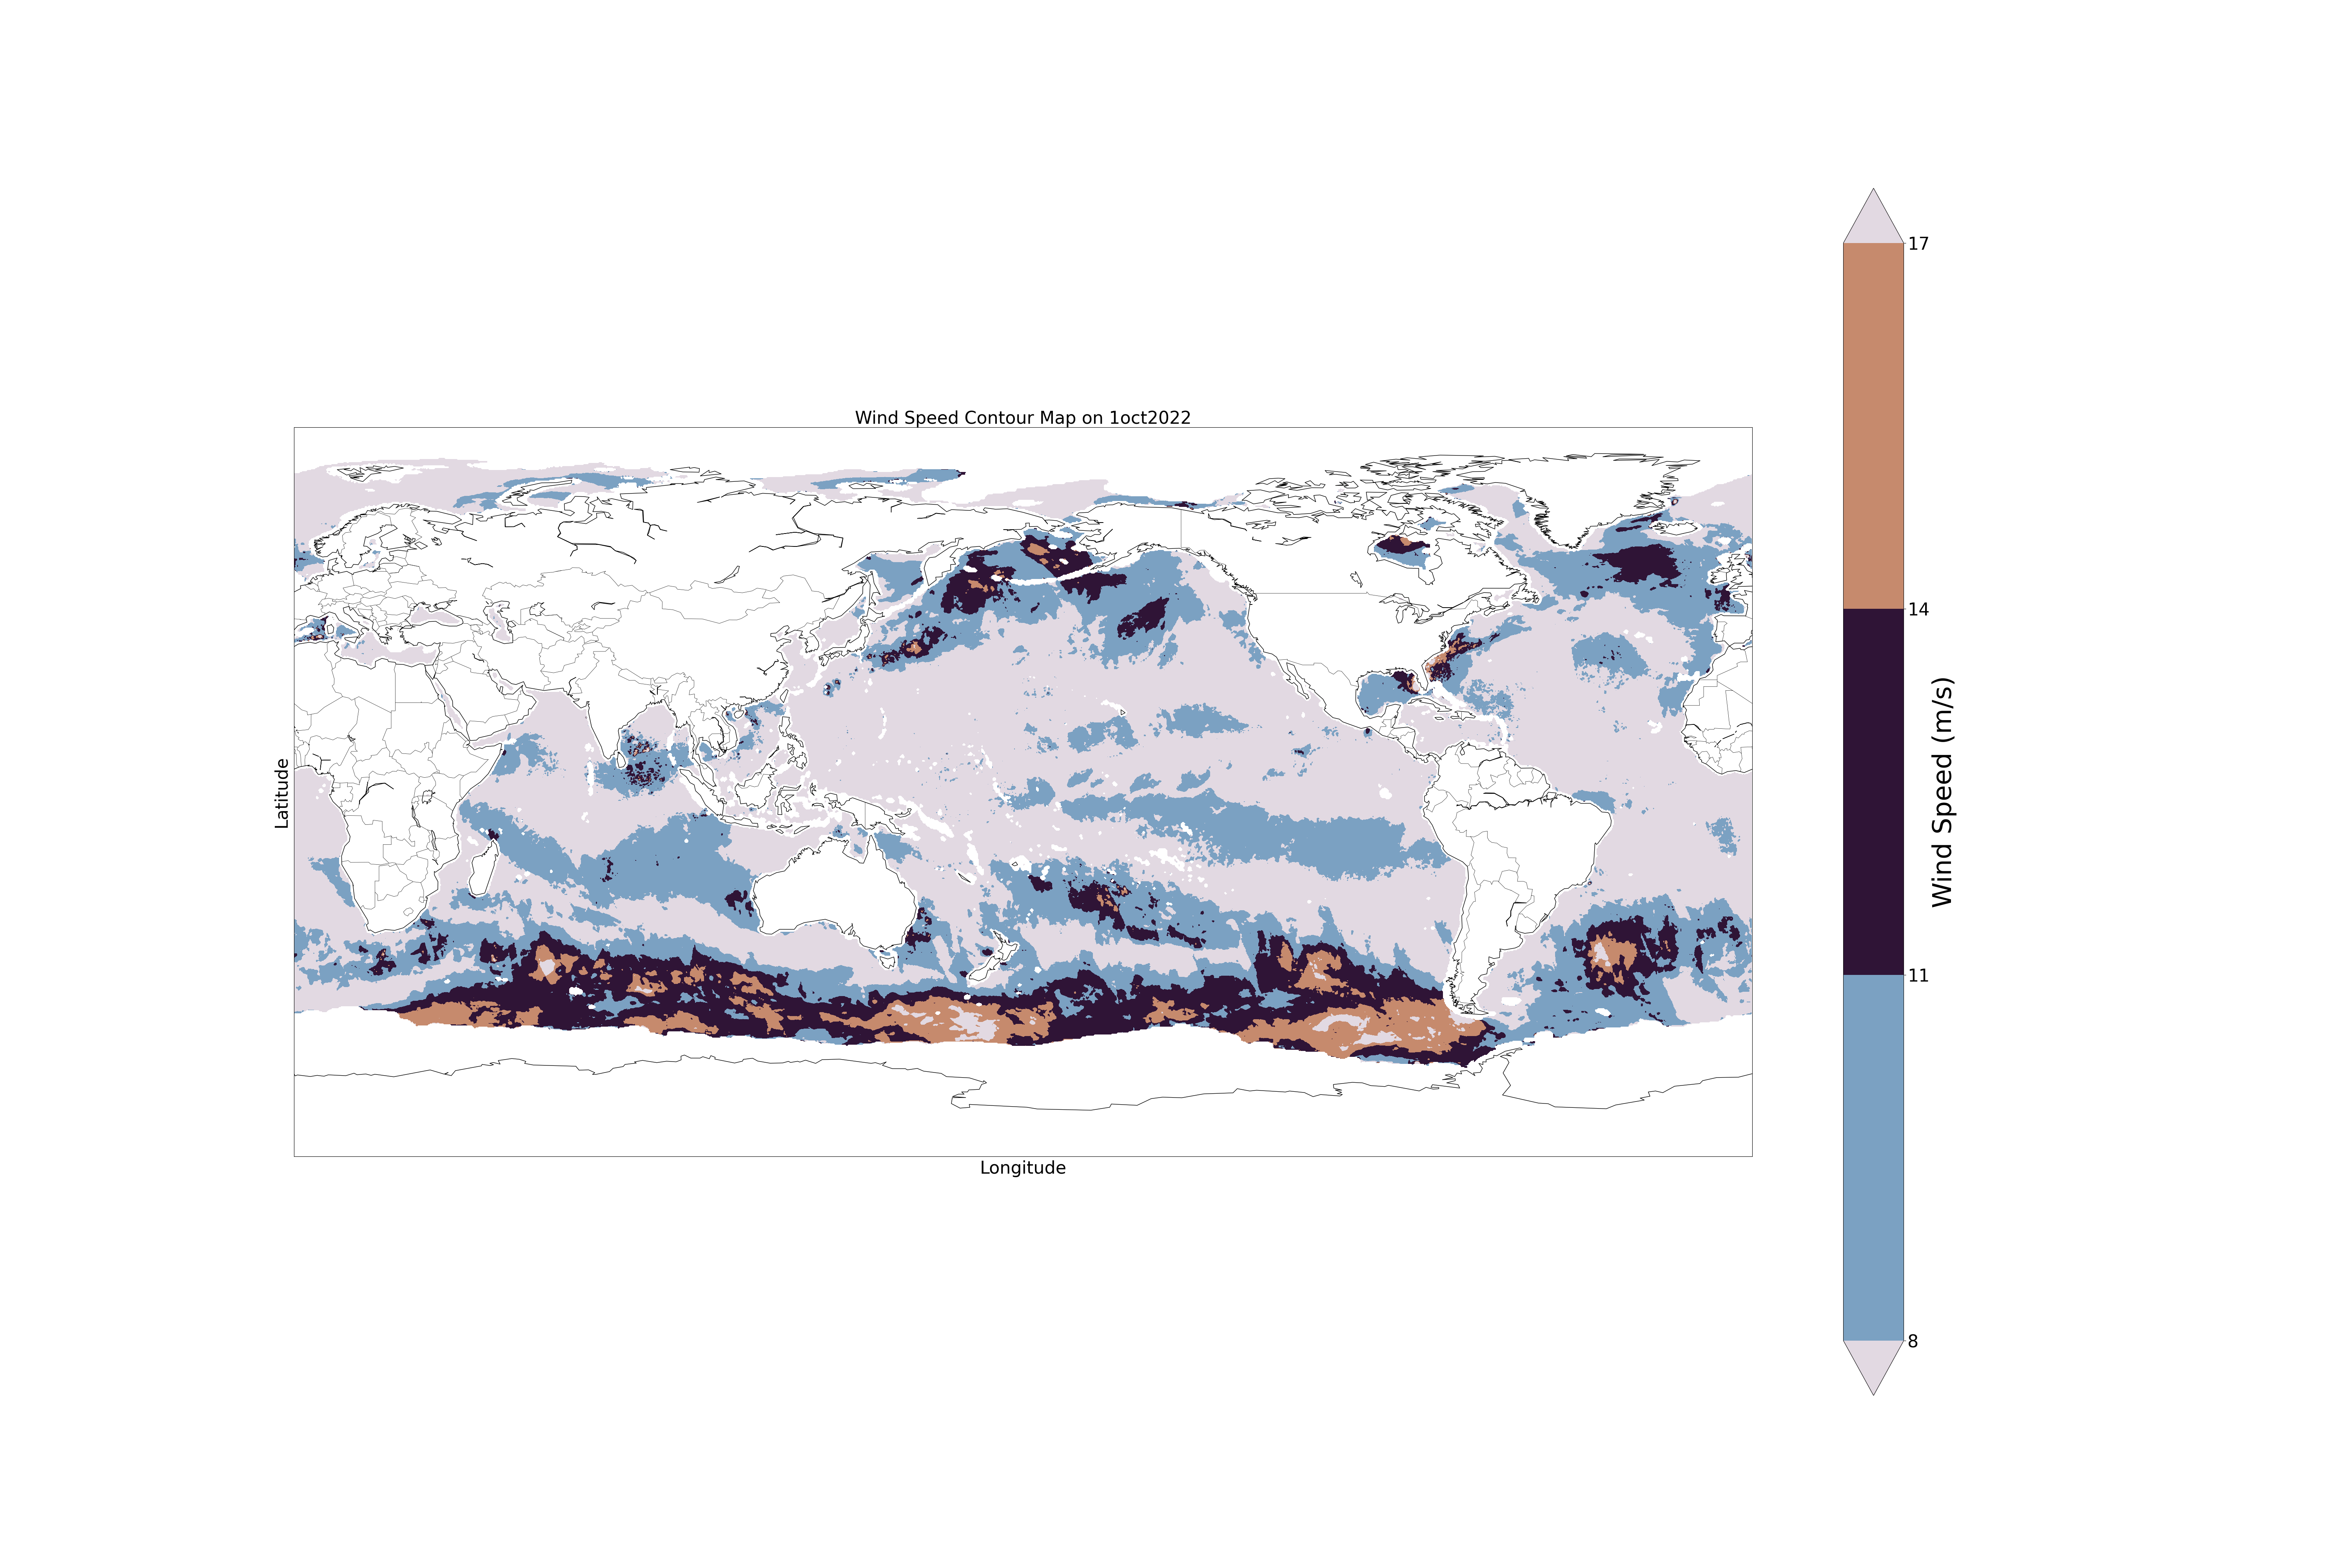 Wind Speed Contour Map on 1oct2022
Latitude
Longitude
17
14
11
8
Wind Speed (m/s)